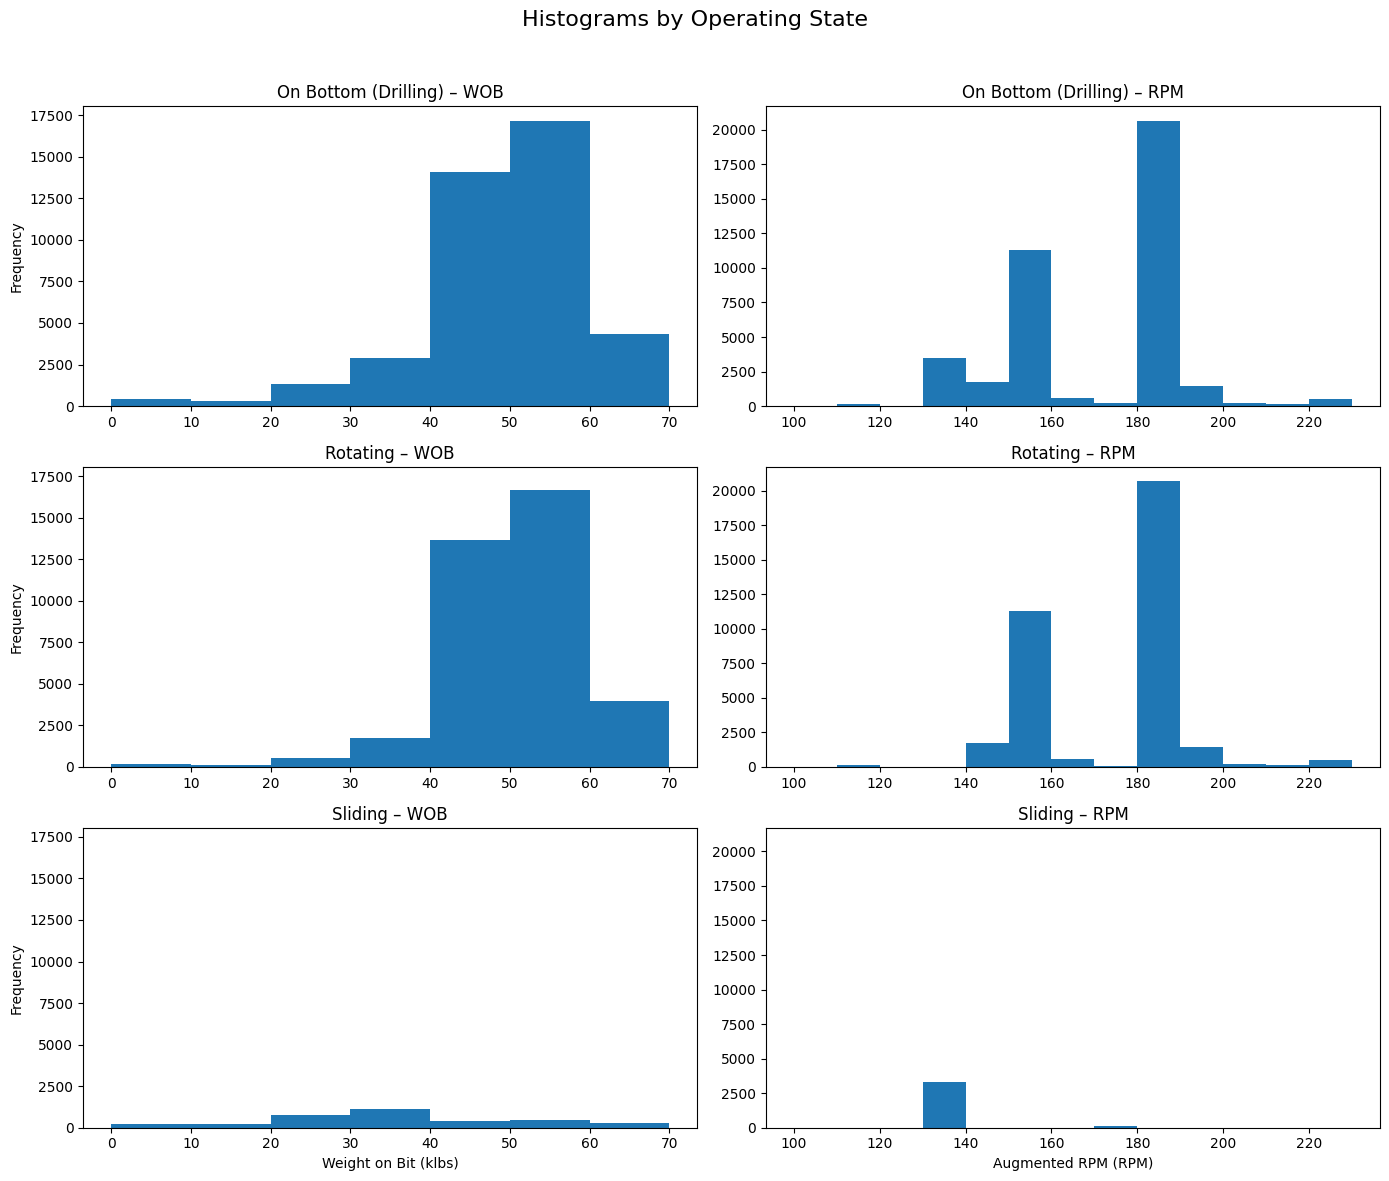 Histograms by Operating State
On Bottom (Drilling) – WOB
17500
15000
12500
10000
7500
5000
2500
0
Frequency
0 10 20 30 40 50 60 70
On Bottom (Drilling) – RPM
20000
17500
15000
12500
10000
7500
5000
2500
0
100 120 140 160 180 200 220
Rotating – WOB
17500
15000
12500
10000
7500
5000
2500
0
Frequency
0 10 20 30 40 50 60 70
Rotating – RPM
20000
17500
15000
12500
10000
7500
5000
2500
0
100 120 140 160 180 200 220
Sliding – WOB
17500
15000
12500
10000
7500
5000
2500
0
Frequency
0 10 20 30 40 50 60 70
Weight on Bit (klbs)
Sliding – RPM
20000
17500
15000
12500
10000
7500
5000
2500
0
100 120 140 160 180 200 220
Augmented RPM (RPM)